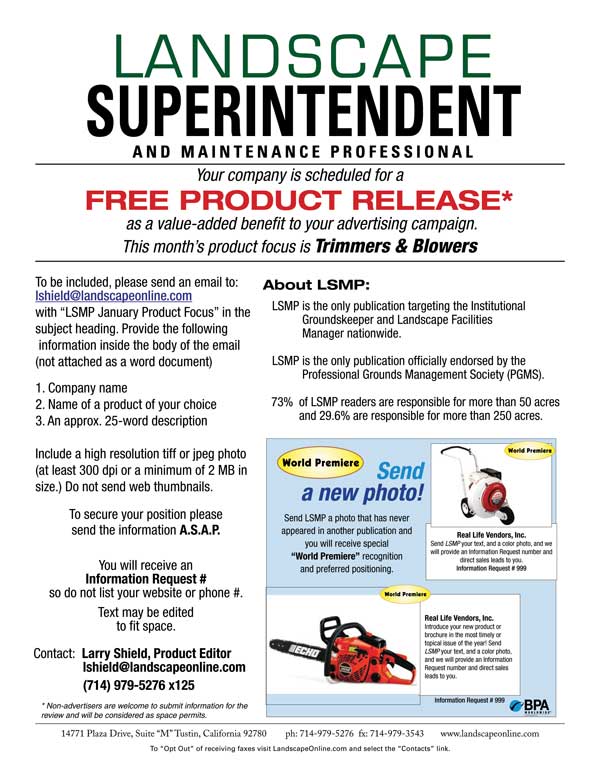 LANDSCAPE
SUPERINTENDENT
AND MAINTENANCE PROFESSIONAL
Your company is scheduled for a
FREE PRODUCT RELEASE*
as a value-added benefit to your advertising campaign.
This month's product focus is Trimmers & Blowers
To be included, please send an email to:
lshield@landscapeonline.com
with “LSMP January Product Focus” in the
subject heading. Provide the following
information inside the body of the email
(not attached as a word document)
1. Company name
2. Name of a product of your choice
3. An approx. 25-word description
Include a high resolution tiff or jpeg photo
(at least 300 dpi or a minimum of 2 MB in
size.) Do not send web thumbnails.
To secure your position please
send the information A.S.A.P.
You will receive an
Information Request #
so do not list your website or phone #.
Text may be edited
to fit space.
Contact: Larry Shield, Product Editor
lshield@landscapeonline.com
(714) 979-5276 x125
* Non-advertisers are welcome to submit information for the
review and will be considered as space permits.
About LSMP:
LSMP is the only publication targeting the Institutional
Groundskeeper and Landscape Facilities
Manager nationwide.
LSMP is the only publication officially endorsed by the
Professional Grounds Management Society (PGMS).
73% of LSMP readers are responsible for more than 50 acres
and 29.6% are responsible for more than 250 acres.
World Premiere
Send
a new photo!
Send LSMP a photo that has never
appeared in another publication and
you will receive special
“World Premiere” recognition
and preferred positioning.
World Premiere
Real Life Vendors, Inc.
Send LSMP your text, and a color photo, and we
will provide an Information Request number and
direct sales leads to you.
Information Request # 999
World Premiere
ECHO
Real Life Vendors, Inc.
Introduce your new product or
brochure in the most timely or
topical issue of the year! Send
LSMP your text, and a color photo,
and we will provide an Information
Request number and direct sales
leads to you.
Information Request # 999
BPA
WORLDWIDE
14771 Plaza Drive, Suite “M” Tustin, California 92780 ph: 714-979-5276 fx: 714-979-3543 www.landscapeonline.com
To “Opt Out” of receiving faxes visit LandscapeOnline.com and select the “Contacts” link.